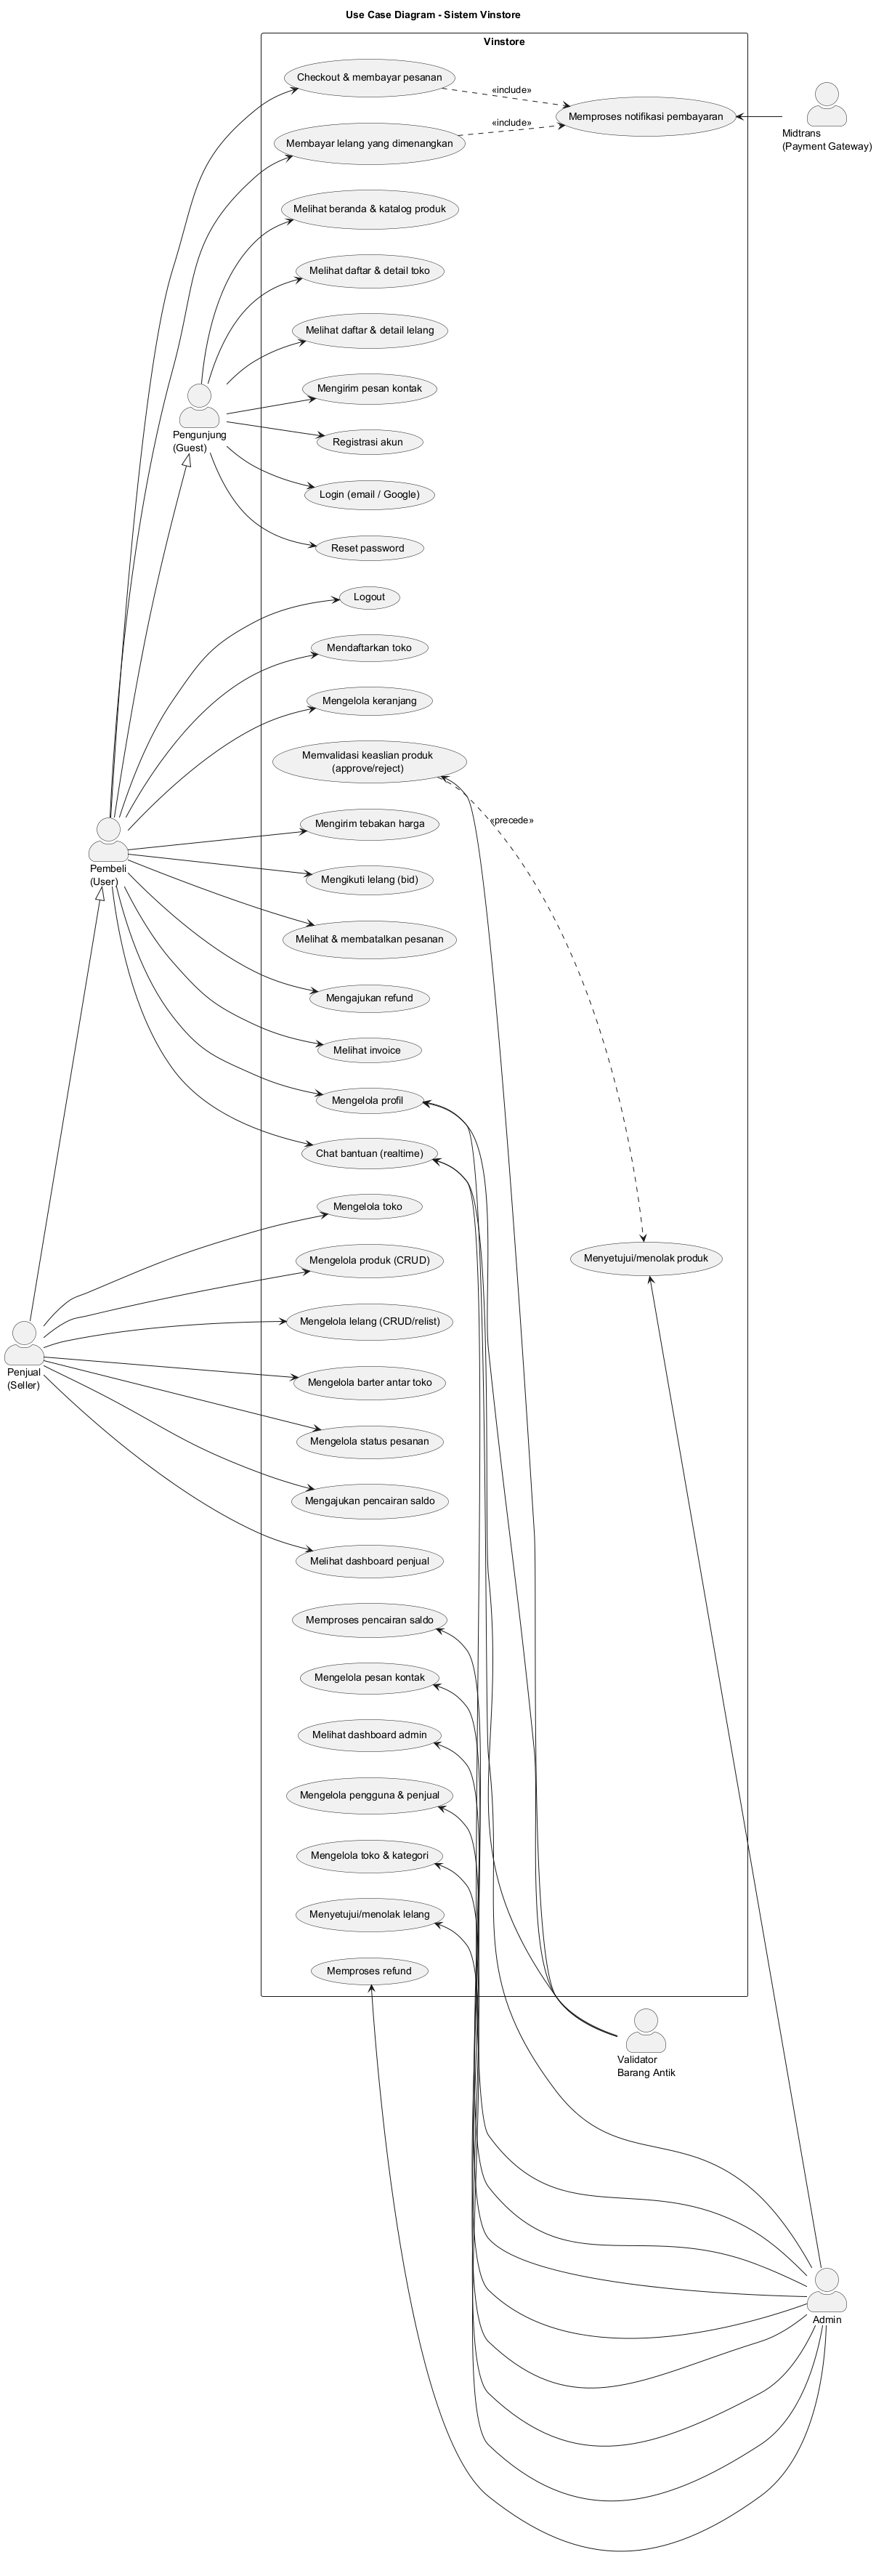 Use Case Diagram - Sistem Vinstore
Vinstore
Checkout & membayar pesanan
«include»
Memproses notifikasi pembayaran
Midtrans
(Payment Gateway)
«include»
Membayar lelang yang dimenangkan
Melihat beranda & katalog produk
Melihat daftar & detail toko
Melihat daftar & detail lelang
Mengirim pesan kontak
Pengunjung
(Guest)
Registrasi akun
Login (email / Google)
Reset password
Logout
Mendaftarkan toko
Mengelola keranjang
Memvalidasi keaslian produk
(approve/reject)
«precede»
Mengirim tebakan harga
Pembeli
(User)
Mengikuti lelang (bid)
Melihat & membatalkan pesanan
Mengajukan refund
Melihat invoice
Mengelola profil
Chat bantuan (realtime)
Mengelola toko
Mengelola produk (CRUD)
Menyetujui/menolak produk
Mengelola lelang (CRUD/relist)
Penjual
(Seller)
Mengelola barter antar toko
Mengelola status pesanan
Mengajukan pencairan saldo
Melihat dashboard penjual
Memproses pencairan saldo
Mengelola pesan kontak
Melihat dashboard admin
Mengelola pengguna & penjual
Mengelola toko & kategori
Menyetujui/menolak lelang
Memproses refund
Validator
Barang Antik
Admin